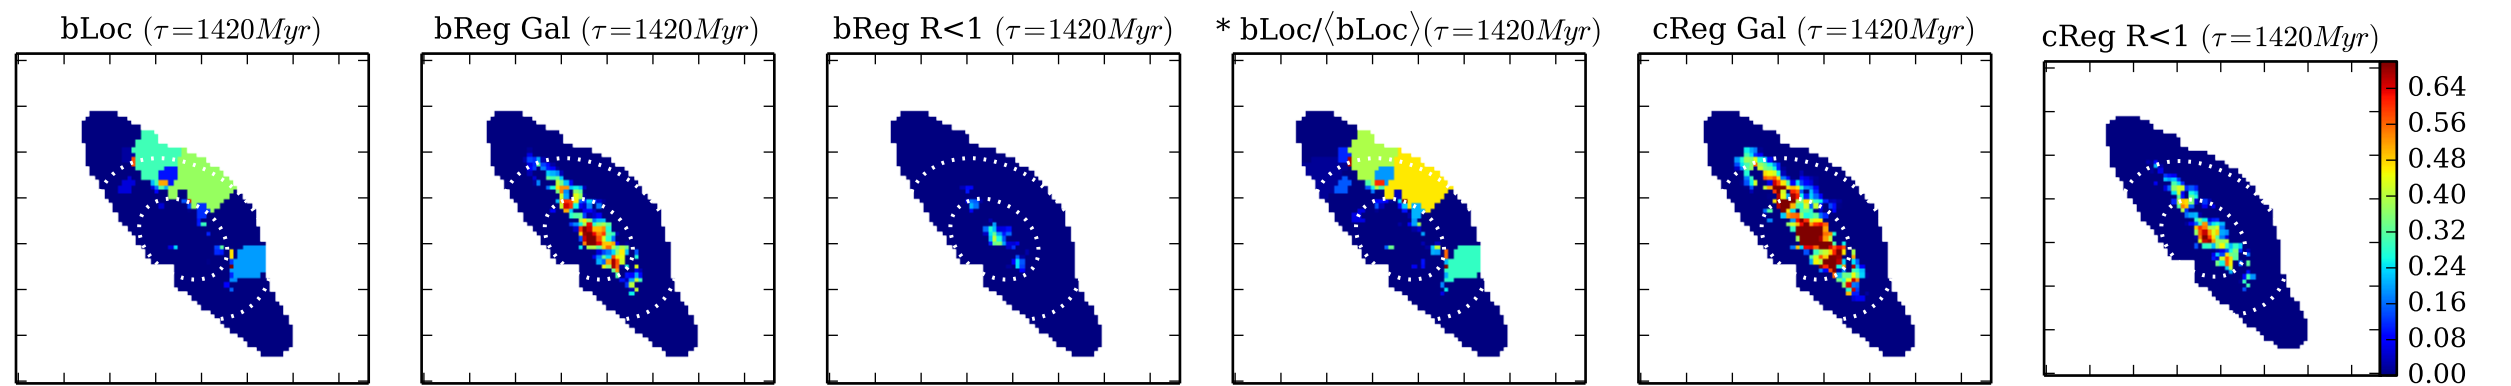 bLoc (τ=1420Myr)
bReg Gal (τ=1420Myr)
bReg R<1 (τ=1420Myr)
* bLoc/⟨bLoc⟩(τ=1420Myr)
cReg Gal (τ=1420Myr)
cReg R<1 (τ=1420Myr)
0.64
0.56
0.48
0.40
0.32
0.24
0.16
0.08
0.00